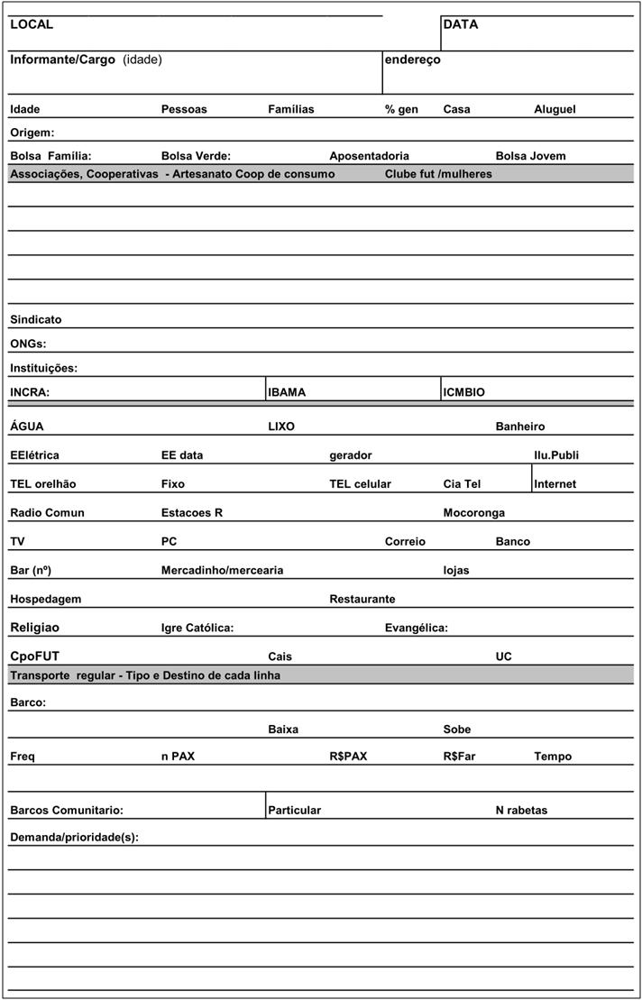 LOCAL DATA
Informante/Cargo (idade) endereço
Idade Pessoas Famílias % gen Casa Aluguel
Origem:
Bolsa Família: Bolsa Verde: Aposentadoria Bolsa Jovem
Associações, Cooperativas - Artesanato Coop de consumo Clube fut /mulheres
Sindicato
ONGs:
Instituições:
INCRA: IBAMA ICMBIO
ÁGUA LIXO Banheiro
EElétrica EE data gerador Ilu.Publi
TEL orelhão Fixo TEL celular Cia Tel Internet
Radio Comun Estacoes R Mocoronga
TV PC Correio Banco
Bar (nº) Mercadinho/mercearia lojas
Hospedagem Restaurante
Religiao Igre Católica: Evangélica:
CpoFUT Cais UC
Transporte regular - Tipo e Destino de cada linha
Barco:
Baixa Sobe
Freq n PAX R$PAX R$Far Tempo
Barcos Comunitario: Particular N rabetas
Demanda/prioridade(s):